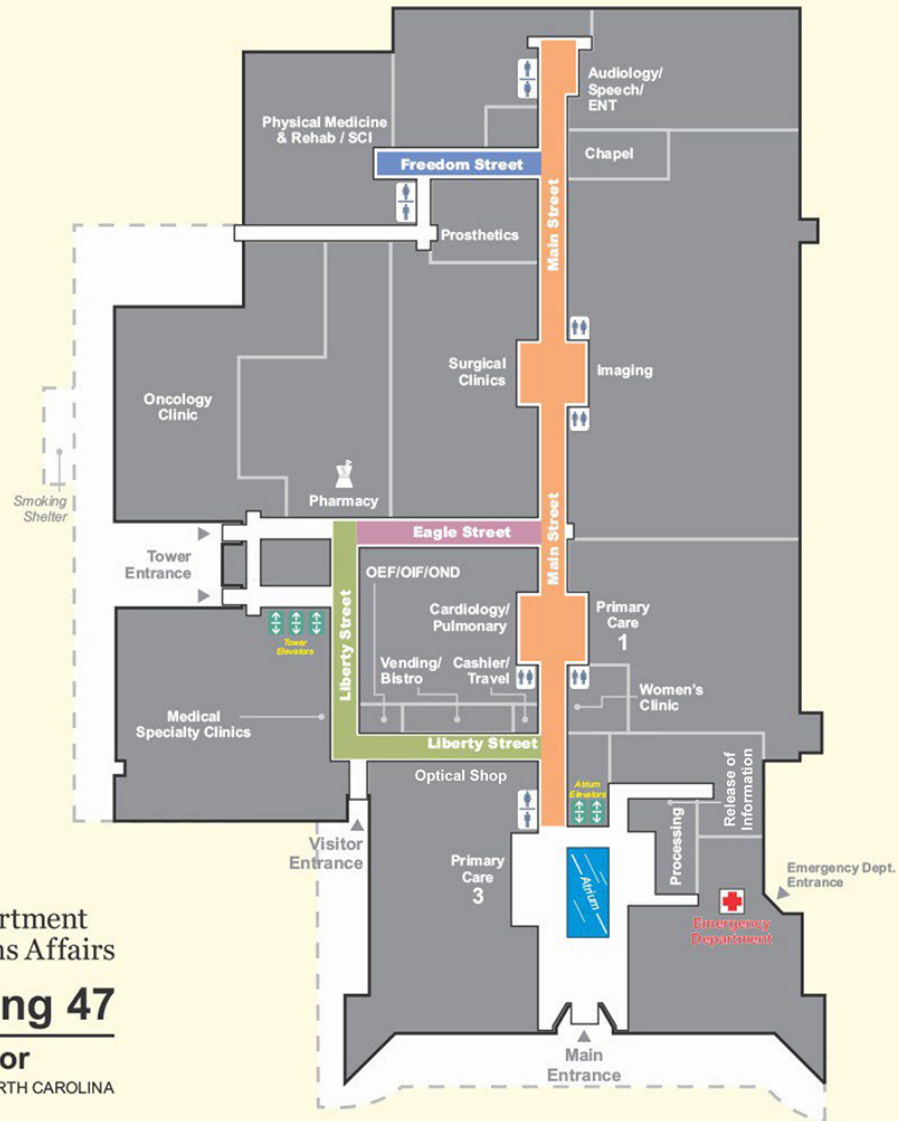 Audiology/
Speech/
ENT
Physical Medicine
& Rehab / SCI
Chapel
Freedom Street
Main Street
Prosthetics
Surgical
Clinics
Imaging
Oncology
Clinic
Smoking
Shelter
Pharmacy
Eagle Street
Main Street
Tower
Entrance
OEF/OIF/OND
Cardiology/
Pulmonary
Primary
Care
1
Tower
Elevators
Liberty Street
Vending/
Bistro
Cashier/
Travel
Women's
Clinic
Medical
Specialty Clinics
Liberty Street
Optical Shop
Atrium
Elevators
Release of
Information
Processing
Visitor
Entrance
Primary
Care
3
Atrium
Emergency Dept.
Entrance
Emergency
Department
rtment
ns Affairs
ng 47
or
RTH CAROLINA
Main
Entrance